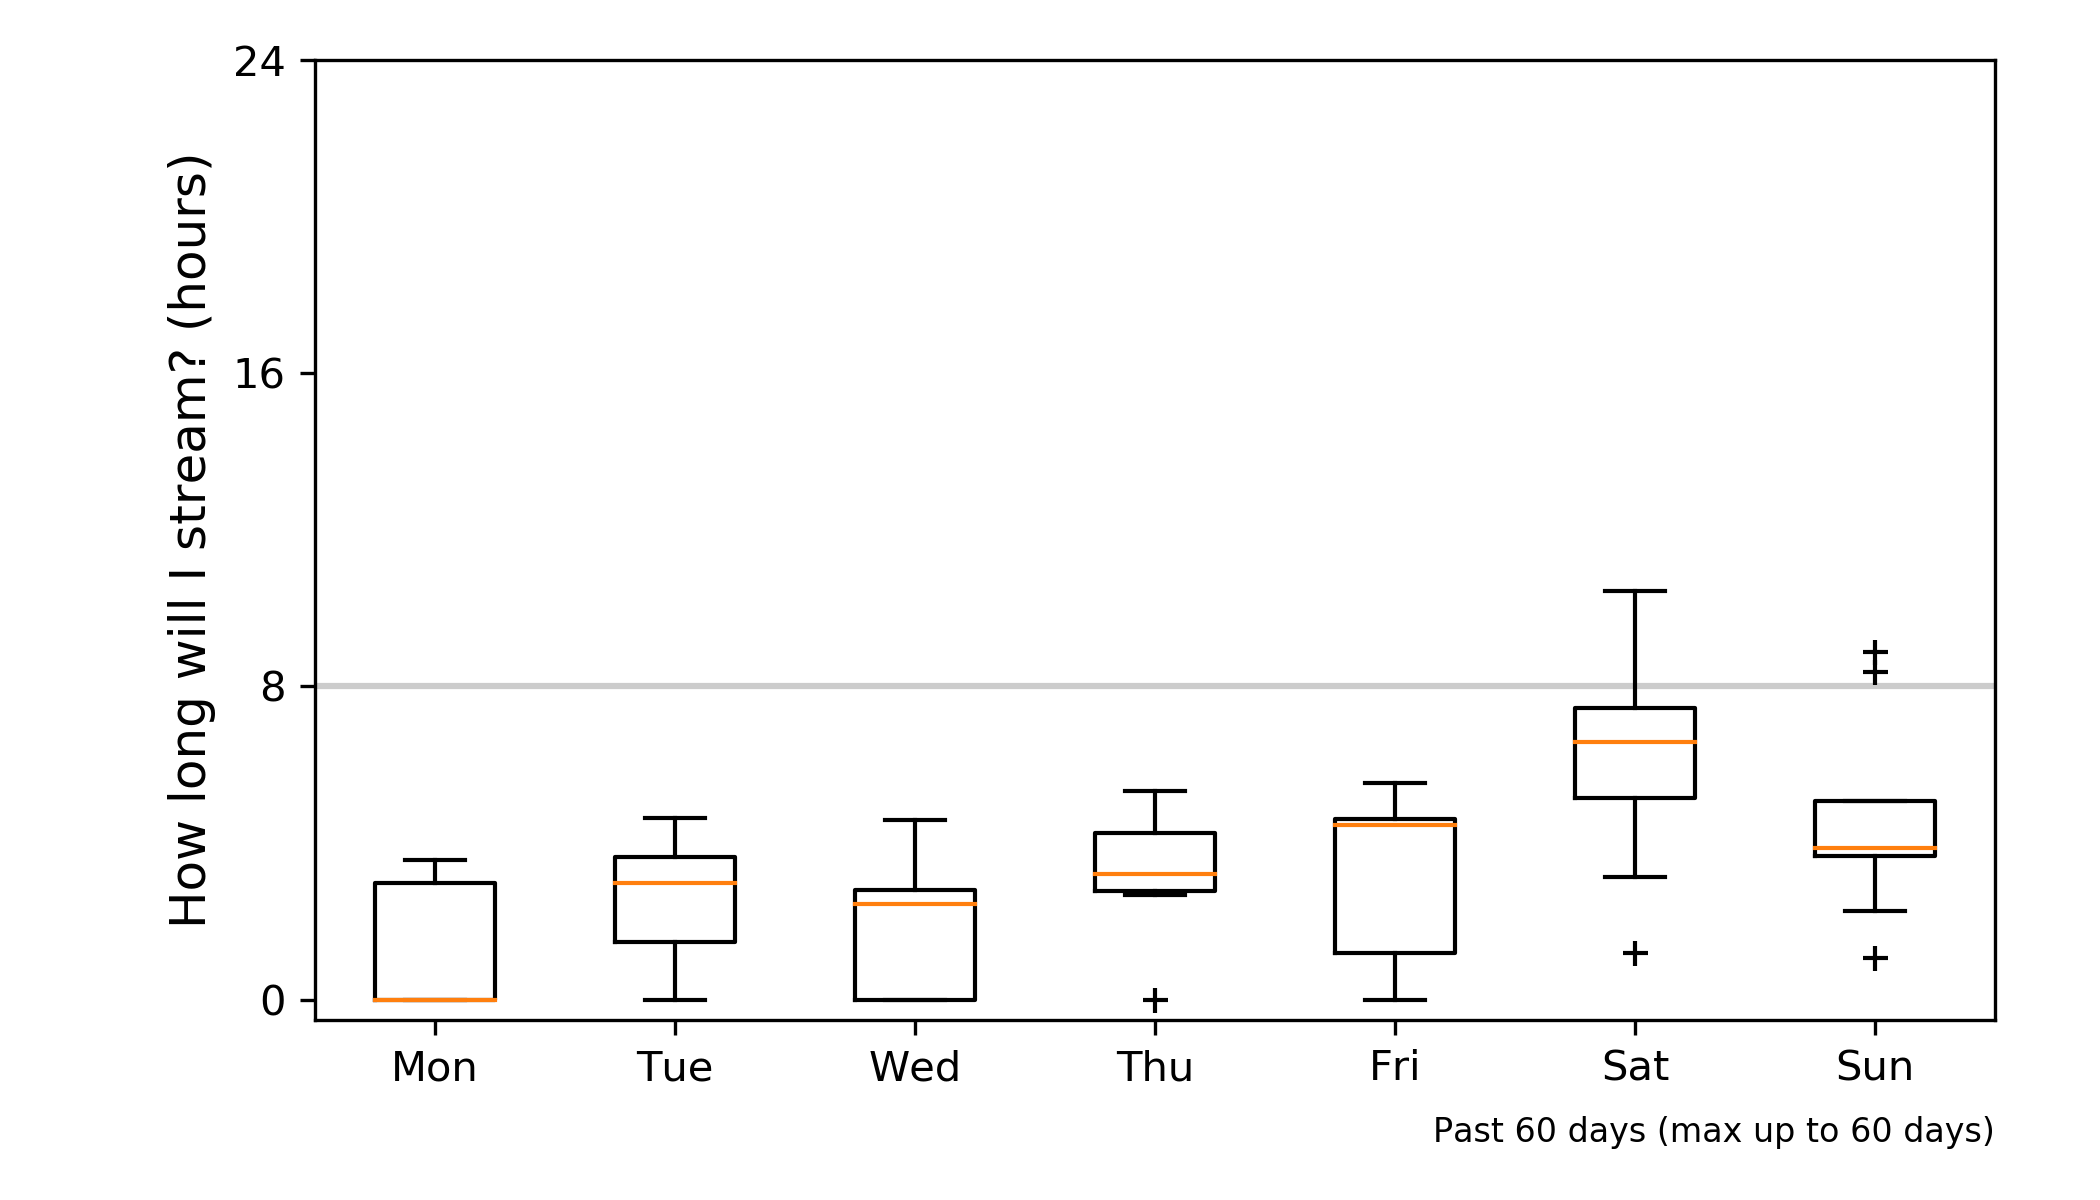 How long will I stream? (hours)
24
16
8
0
Mon Tue Wed Thu Fri Sat Sun
Past 60 days (max up to 60 days)